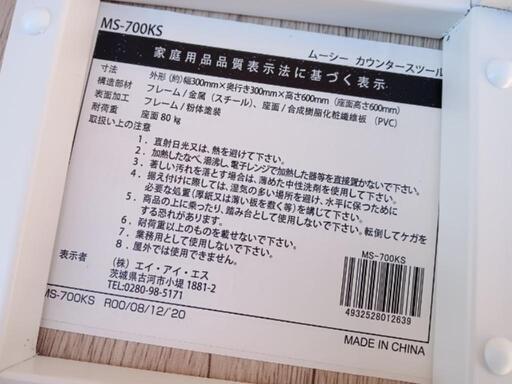 MS-700KS
ムーシー カウンタースツール
家庭用品品質表示法に基づく表示
寸法 外形(約)幅300mm×奥行き300mm×高さ600mm(座面高さ600mm)
構造部材 フレーム/金属(スチール)、座面/合成樹脂化粧繊維板 (PVC)
表面加工 フレーム/粉体塗装
耐荷重 座面 80 kg
取扱い上の注意
1. 直射日光又は、熱を避けて下さい。
2. 加熱したなべ、湯沸し、電子レンジで加熱した器等を直接置かないで下さい。
3. 著しい汚れを落とす場合は、薄めた中性洗剤を使用して下さい。
4. 据え付けに際しては、湿気の多い場所を避け、水平に保つために
必要な処置(厚紙又は薄い板を敷く等)を講じて下さい。
5. 商品の上に乗ったり、踏み台として使用しないで下さい。転倒してケガを
する恐れがあります。
6. 耐荷重以上のものを載せないで下さい。
7. 業務用として使用しないで下さい。
8. 屋外では使用できません。
表示者 (株) エイ・アイ・エス
茨城県古河市小堤 1881-2
TEL:0280-98-5171
MS-700KS
4932528012639
MS-700KS R00/08/12/'20
MADE IN CHINA